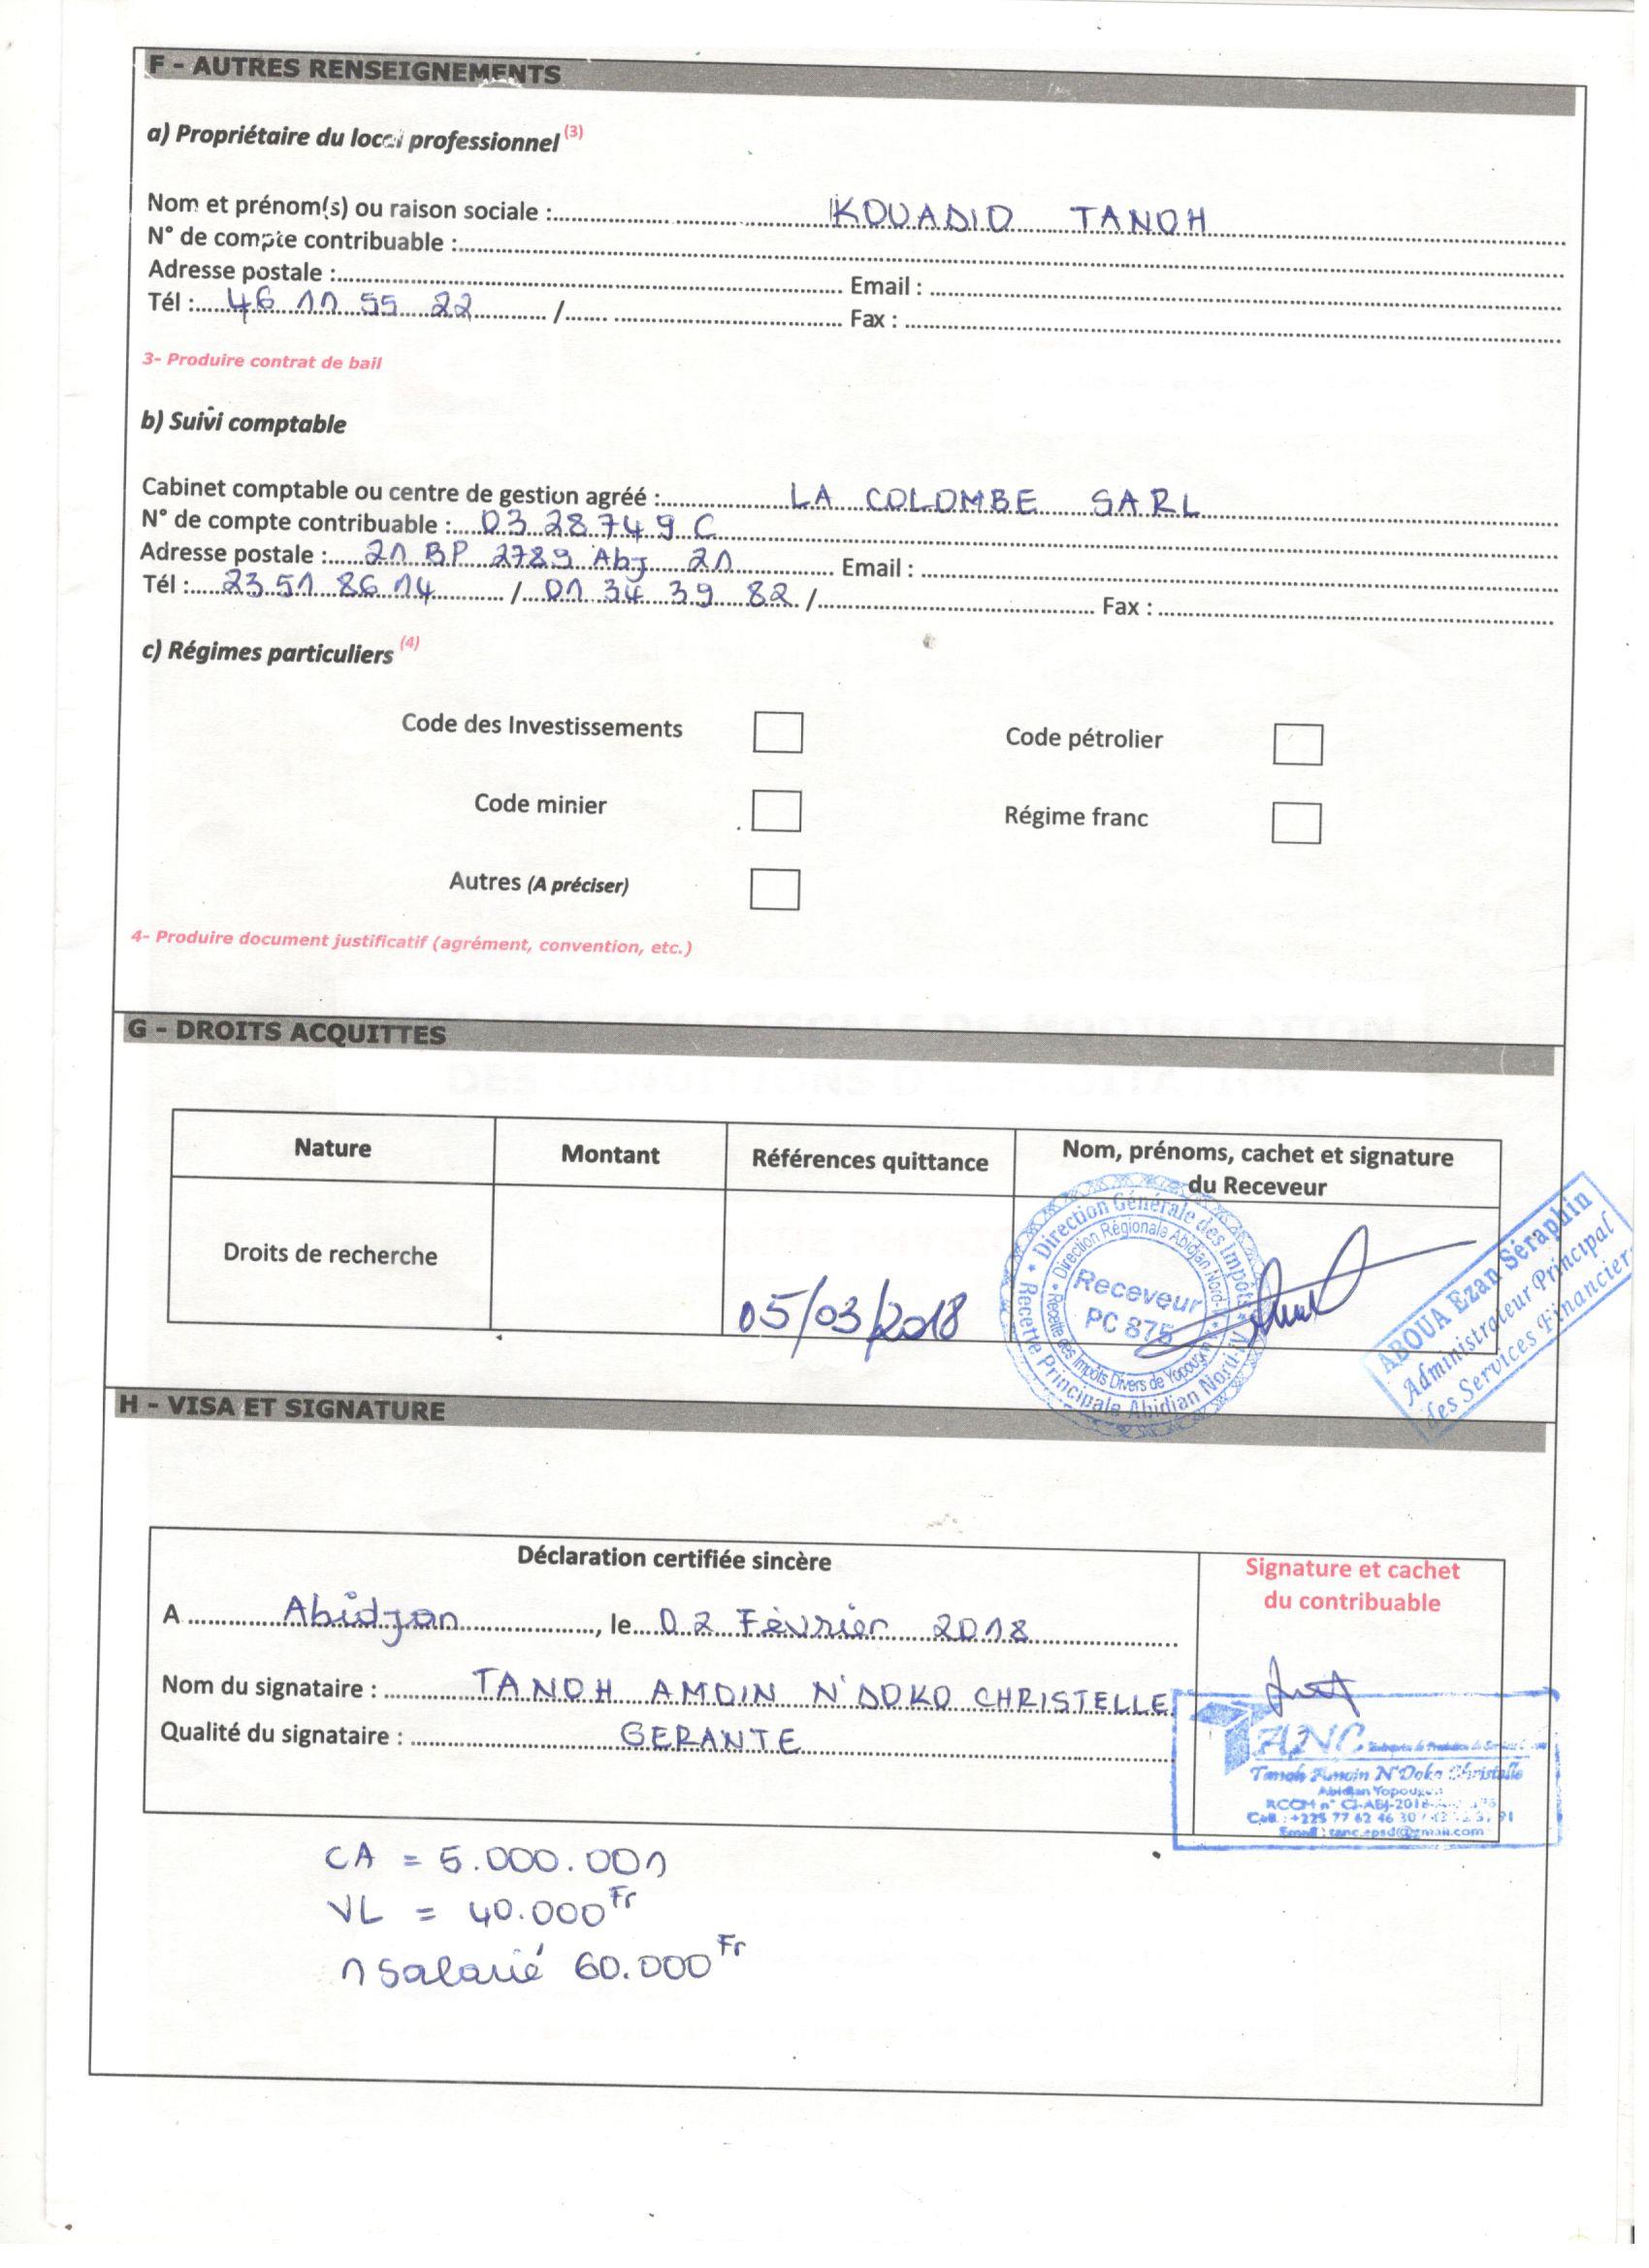 F - AUTRES RENSEIGNEMENTS
a) Propriétaire du local professionnel (3)
Nom et prénom(s) ou raison sociale : KOUADIO TANOH
N° de compte contribuable :
Adresse postale : Email :
Tél : 46 11 55 22 / Fax :
3- Produire contrat de bail
b) Suivi comptable
Cabinet comptable ou centre de gestion agréé : LA COLOMBE SARL
N° de compte contribuable : 03 28749 C
Adresse postale : 21 BP 2789 Abj 21 Email :
Tél : 23 51 86 14 / 01 34 39 82 / Fax :
c) Régimes particuliers (4)
Code des Investissements Code pétrolier
Code minier Régime franc
Autres (A préciser)
4- Produire document justificatif (agrément, convention, etc.)
G - DROITS ACQUITTES
Nature Montant Références quittance Nom, prénoms, cachet et signature du Receveur
Droits de recherche 05/03/2018
Direction Générale des Impôts
Direction Régionale Abidjan Nord
Receveur
PC 875
Recette des Impôts Divers de Yopougon
Recette Principale Abidjan Nord
ABOUA Ezan Séraphin
Administrateur Principal
des Services Financiers
H - VISA ET SIGNATURE
Déclaration certifiée sincère
Signature et cachet
du contribuable
A Abidjan, le 02 Février 2018
Nom du signataire : TANOH AMOIN N'DOKO CHRISTELLE
Qualité du signataire : GERANTE
TANC
Tanoh Amoin N'Doko Christelle
Abidjan Yopougon
RCCM n° CI-ABJ-2018
Cell : +225 77 62 46 30
Email : tanc.epsd@gmail.com
CA = 5.000.001
VL = 40.000 Fr
1 Salarié 60.000 Fr